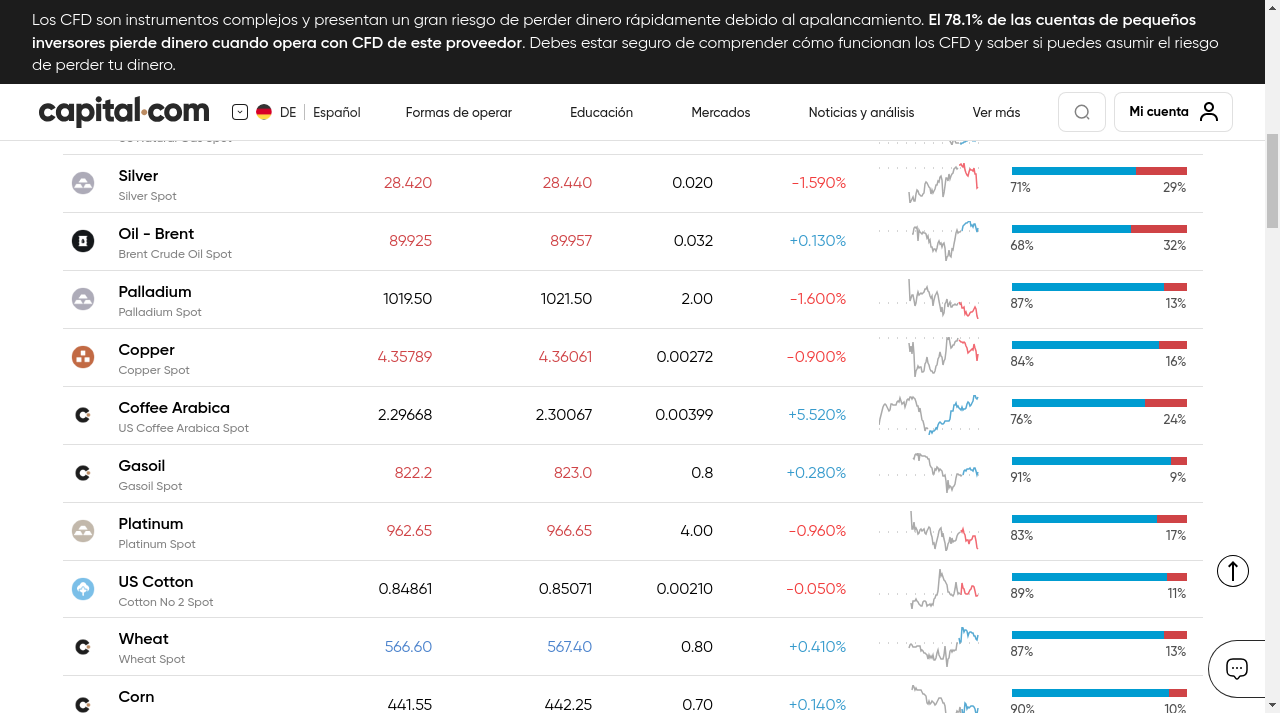 Los CFD son instrumentos complejos y presentan un gran riesgo de perder dinero rápidamente debido al apalancamiento. El 78.1% de las cuentas de pequeños
inversores pierde dinero cuando opera con CFD de este proveedor. Debes estar seguro de comprender cómo funcionan los CFD y saber si puedes asumir el riesgo
de perder tu dinero.
capital.com DE Español Formas de operar Educación Mercados Noticias y análisis Ver más Mi cuenta
US Natural Gas Spot
Silver 28.420 28.440 0.020 -1.590%
Silver Spot 71% 29%
Oil - Brent 89.925 89.957 0.032 +0.130%
Brent Crude Oil Spot 68% 32%
Palladium 1019.50 1021.50 2.00 -1.600%
Palladium Spot 87% 13%
Copper 4.35789 4.36061 0.00272 -0.900%
Copper Spot 84% 16%
Coffee Arabica 2.29668 2.30067 0.00399 +5.520%
US Coffee Arabica Spot 76% 24%
Gasoil 822.2 823.0 0.8 +0.280%
Gasoil Spot 91% 9%
Platinum 962.65 966.65 4.00 -0.960%
Platinum Spot 83% 17%
US Cotton 0.84861 0.85071 0.00210 -0.050%
Cotton No 2 Spot 89% 11%
Wheat 566.60 567.40 0.80 +0.410%
Wheat Spot 87% 13%
Corn 441.55 442.25 0.70 +0.140%
90% 10%